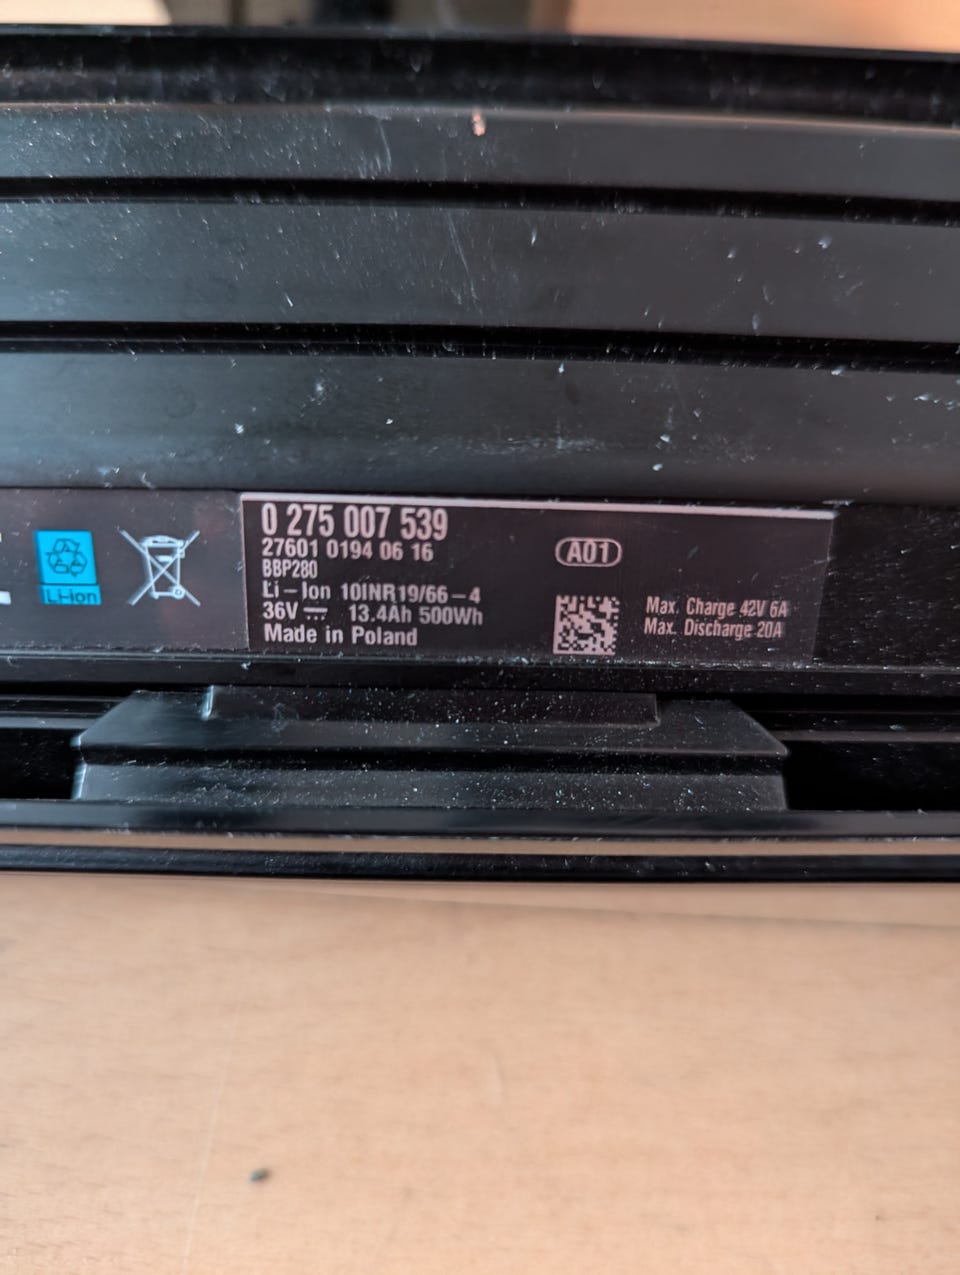 Li-Ion
0 275 007 539
27601 0194 06 16
BBP280
Li-Ion 10INR19/66-4
36V 13.4Ah 500Wh
Made in Poland
A01
Max. Charge 42V 6A
Max. Discharge 20A